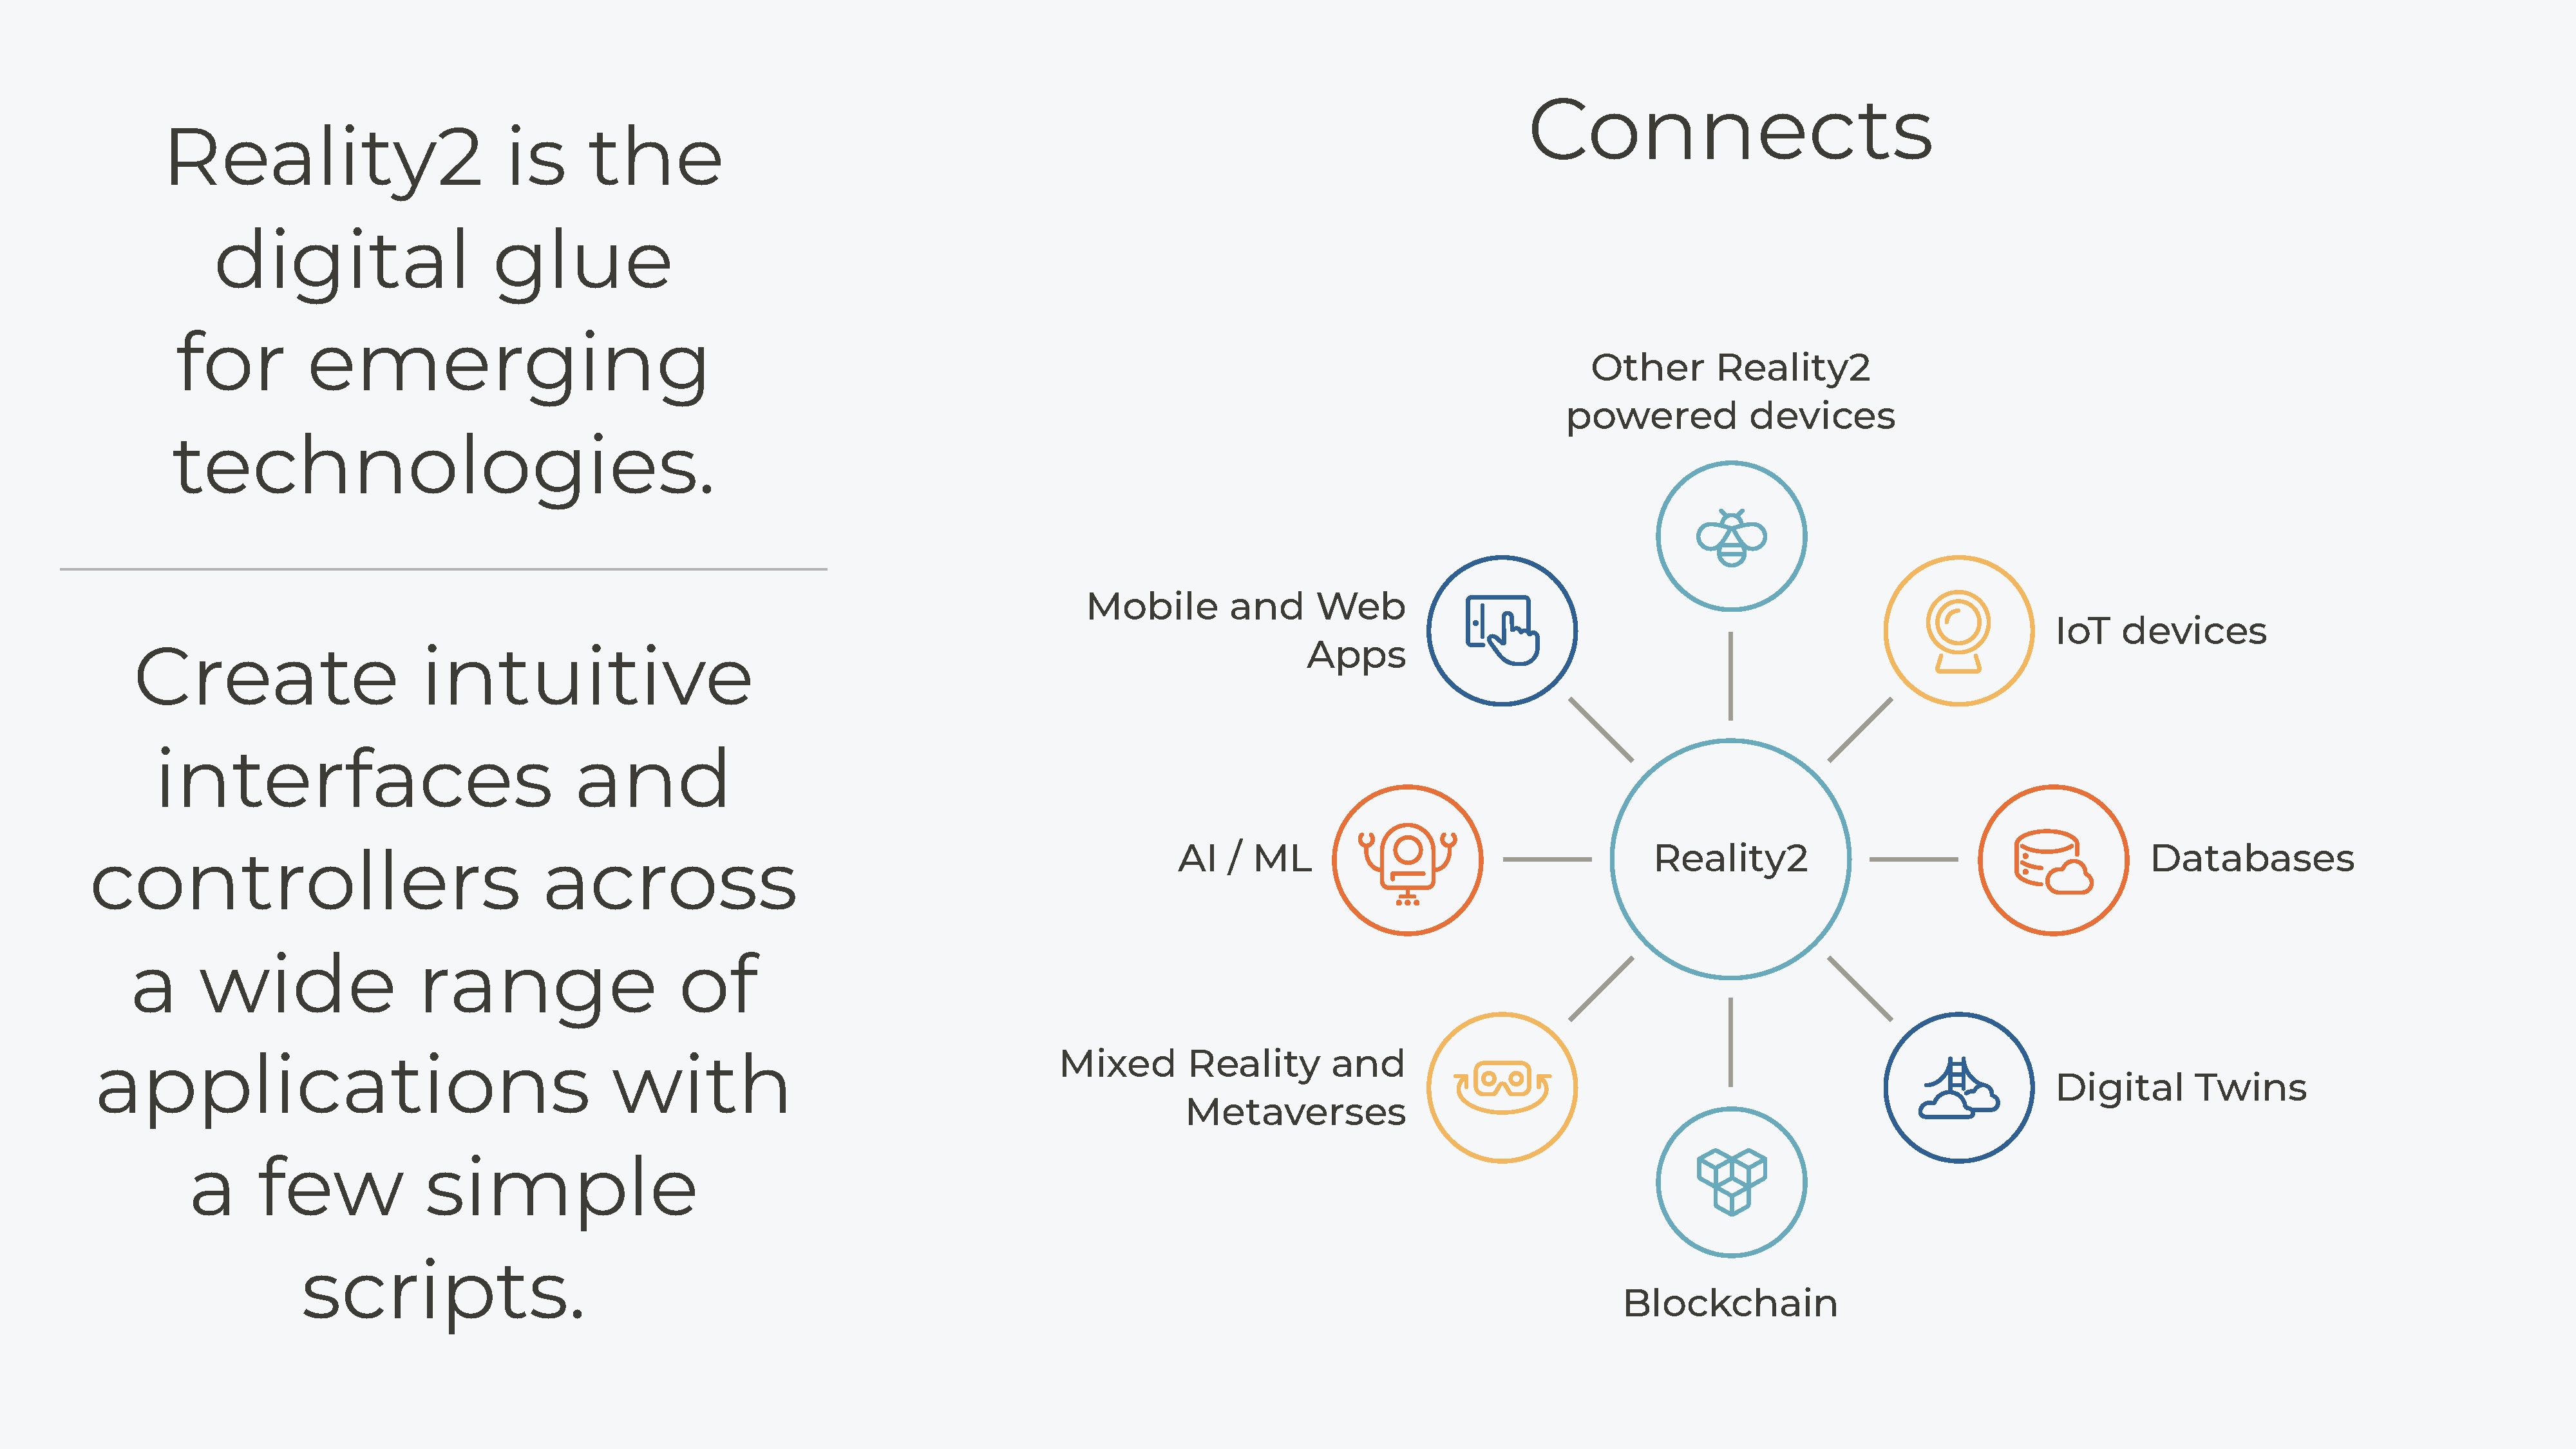 Reality2 is the
digital glue
for emerging
technologies.
Create intuitive
interfaces and
controllers across
a wide range of
applications with
a few simple
scripts.
Connects
Other Reality2
powered devices
Mobile and Web
Apps
IoT devices
AI / ML
Reality2
Databases
Mixed Reality and
Metaverses
Digital Twins
Blockchain